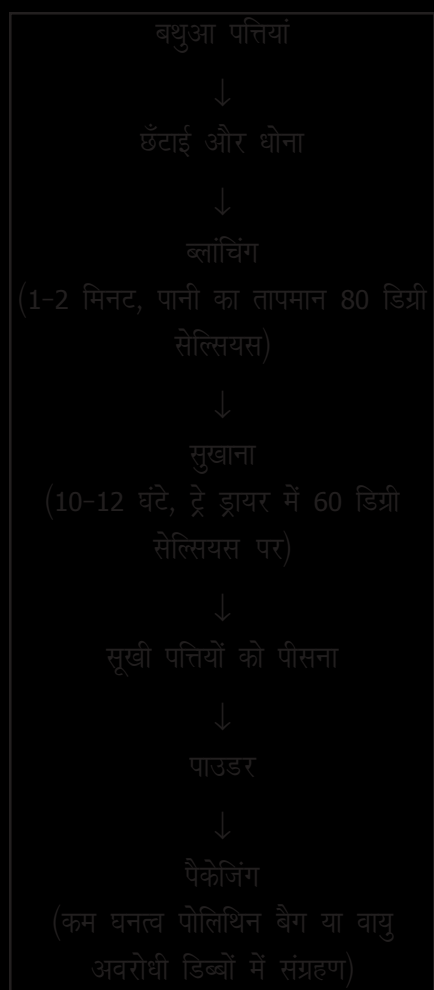 बथुआ पत्तियां
↓
छँटाई और धोना
↓
ब्लांचिंग
(1-2 मिनट, पानी का तापमान 80 डिग्री
सेल्सियस)
↓
सुखाना
(10-12 घंटे, ट्रे ड्रायर में 60 डिग्री
सेल्सियस पर)
↓
सूखी पत्तियों को पीसना
↓
पाउडर
↓
पैकेजिंग
(कम घनत्व पोलिथिन बैग या वायु
अवरोधी डिब्बों में संग्रहण)